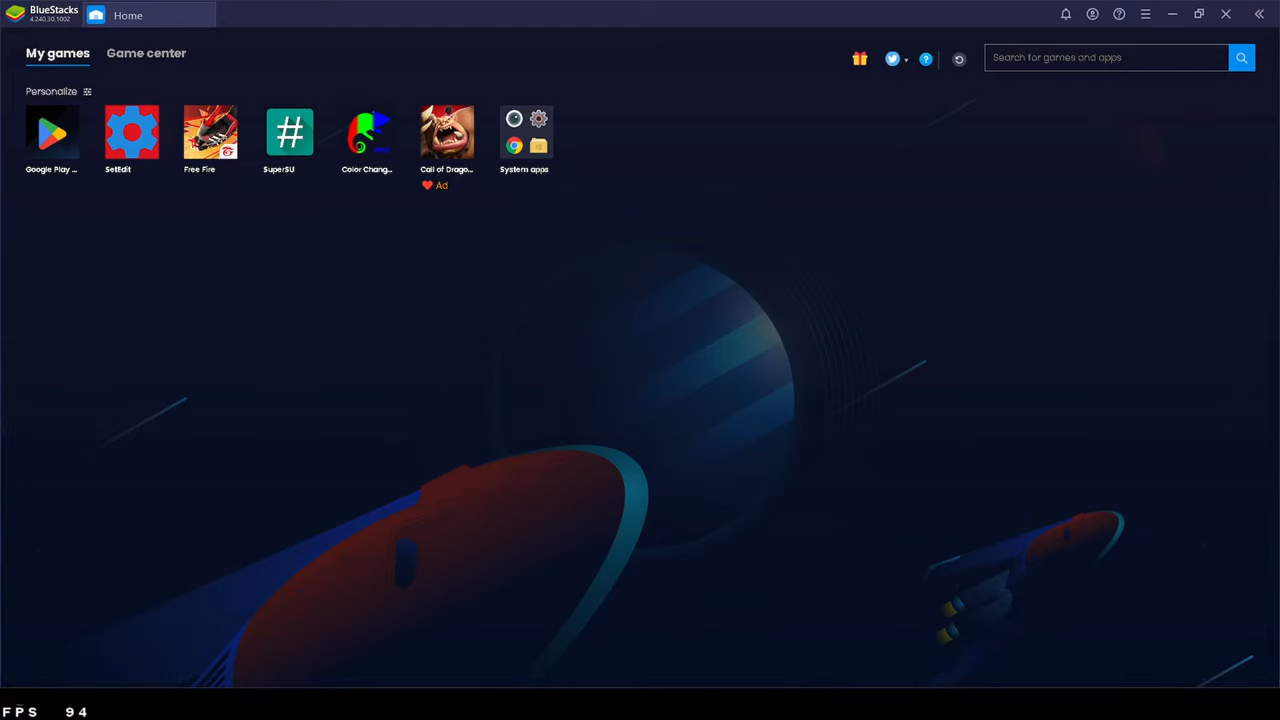 BlueStacks
4.240.30.1002
Home
My games
Game center
Search for games and apps
Personalize
Google Play ...
SetEdit
Free Fire
SuperSU
Color Chang...
Call of Drago...
System apps
Ad
FPS 94